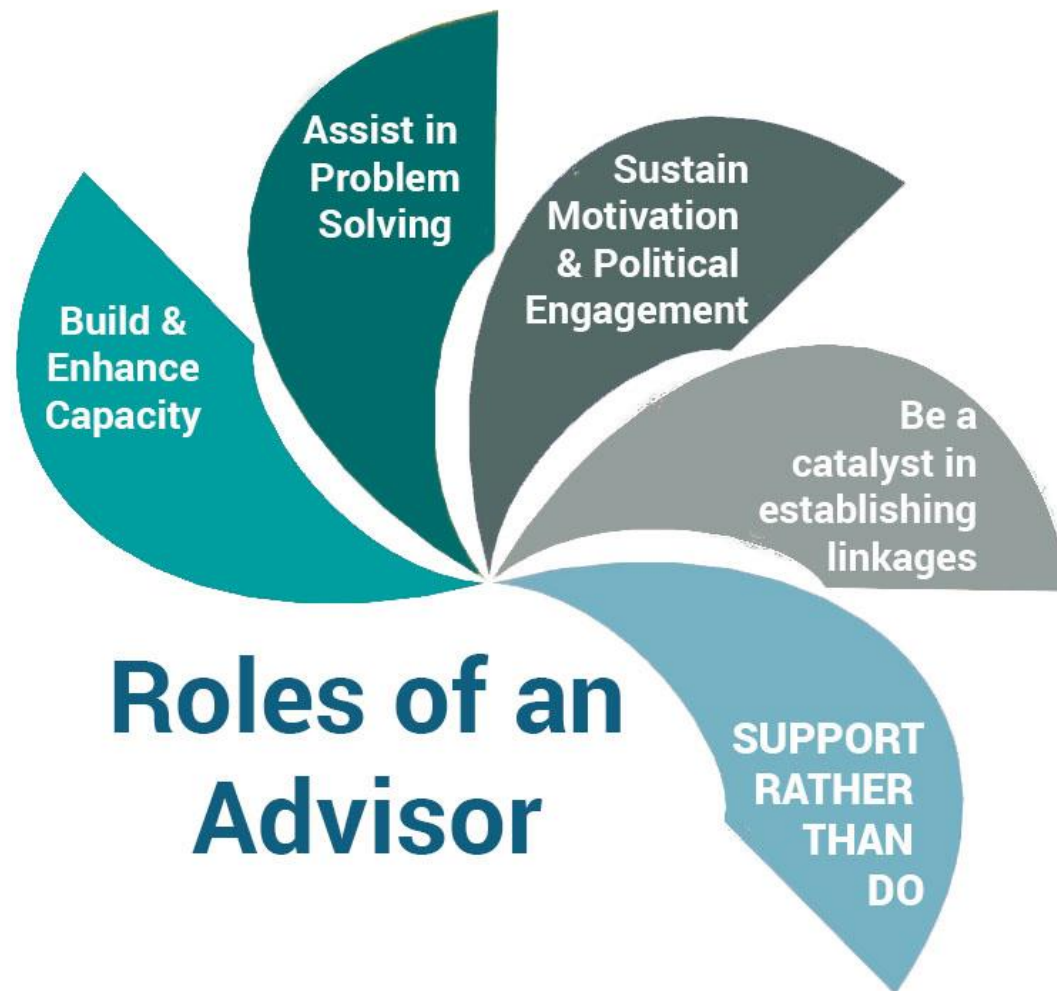 Build &
Enhance
Capacity
Assist in
Problem
Solving
Sustain
Motivation
& Political
Engagement
Be a
catalyst in
establishing
linkages
SUPPORT
RATHER
THAN
DO
Roles of an
Advisor